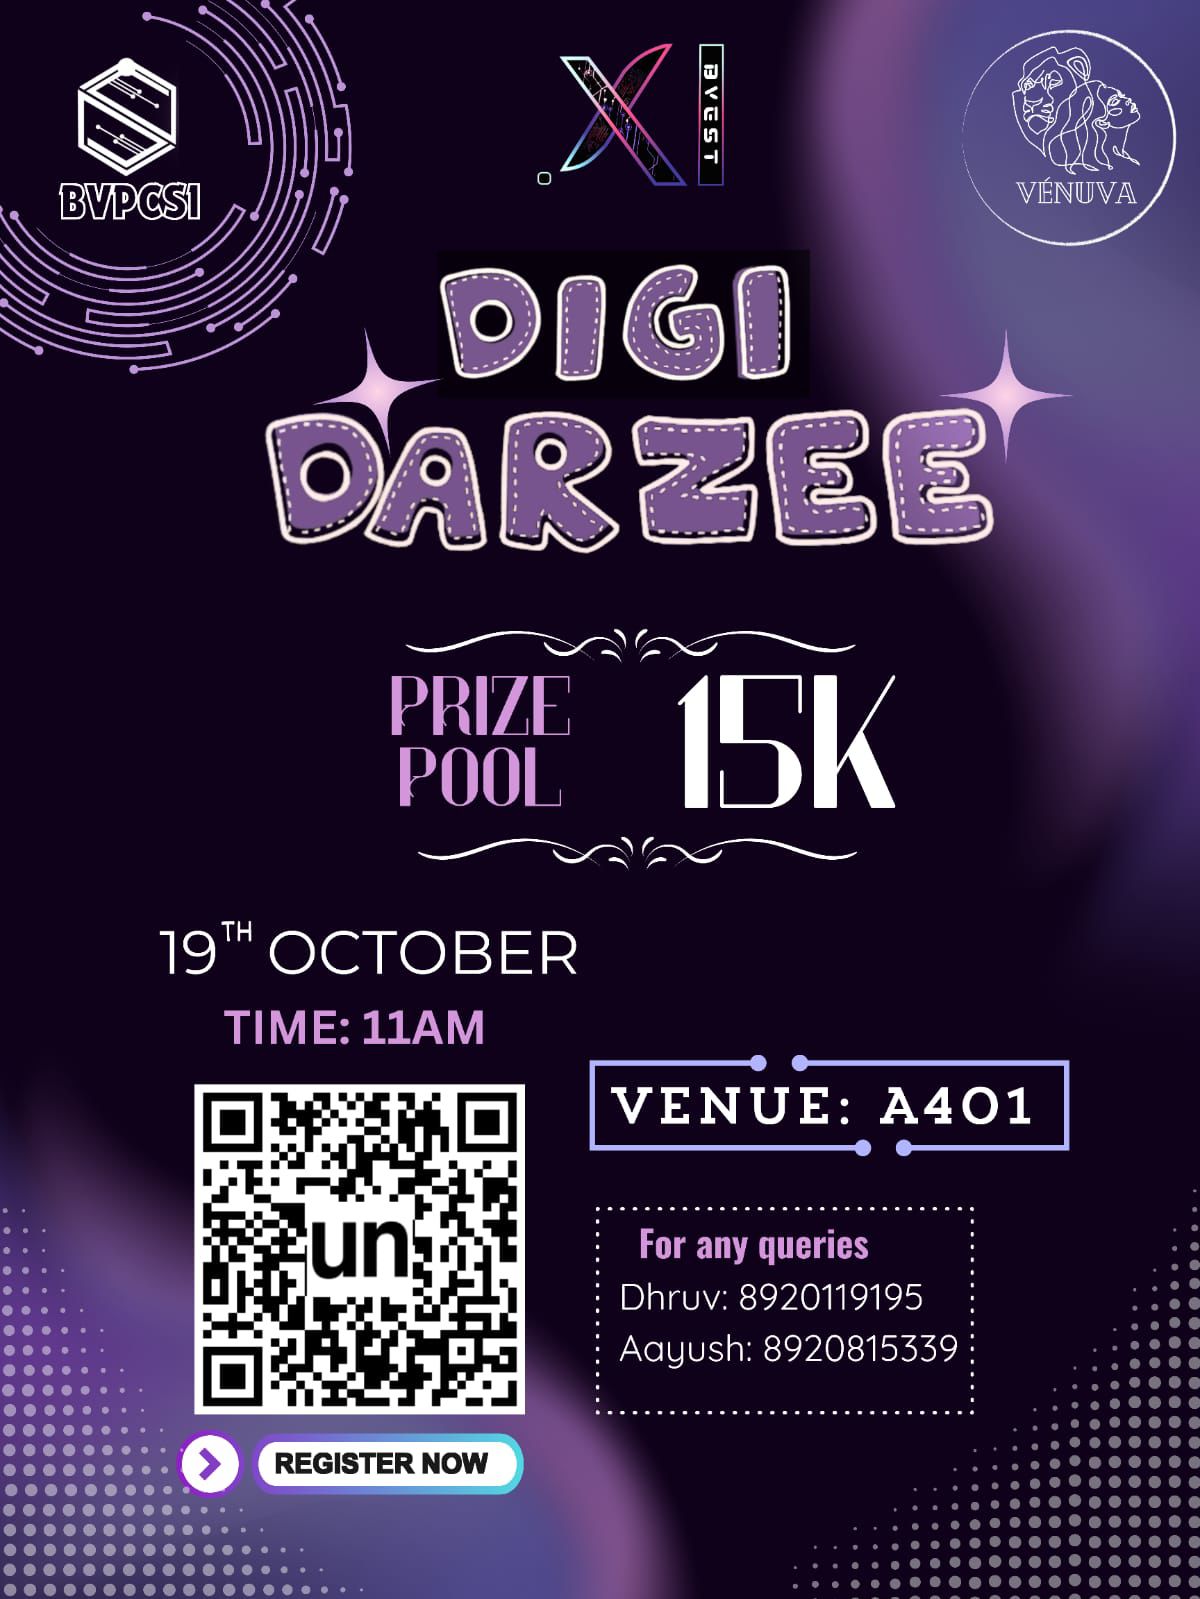 BVPCSI
.XI
BVEST
VÉNUVA
DIGI
DARZEE
PRIZE
POOL
15K
19TH OCTOBER
TIME: 11AM
VENUE: A401
un
For any queries
Dhruv: 8920119195
Aayush: 8920815339
REGISTER NOW